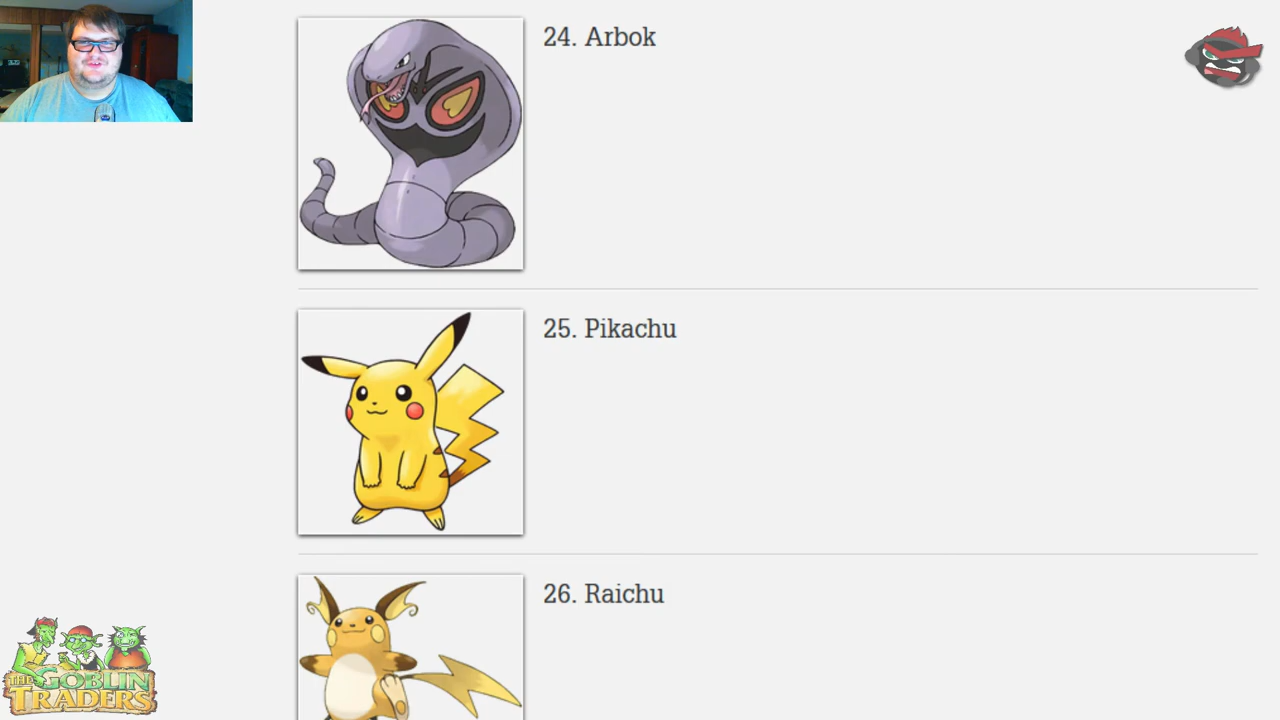 24. Arbok
25. Pikachu
26. Raichu
THE GOBLIN
TRADERS